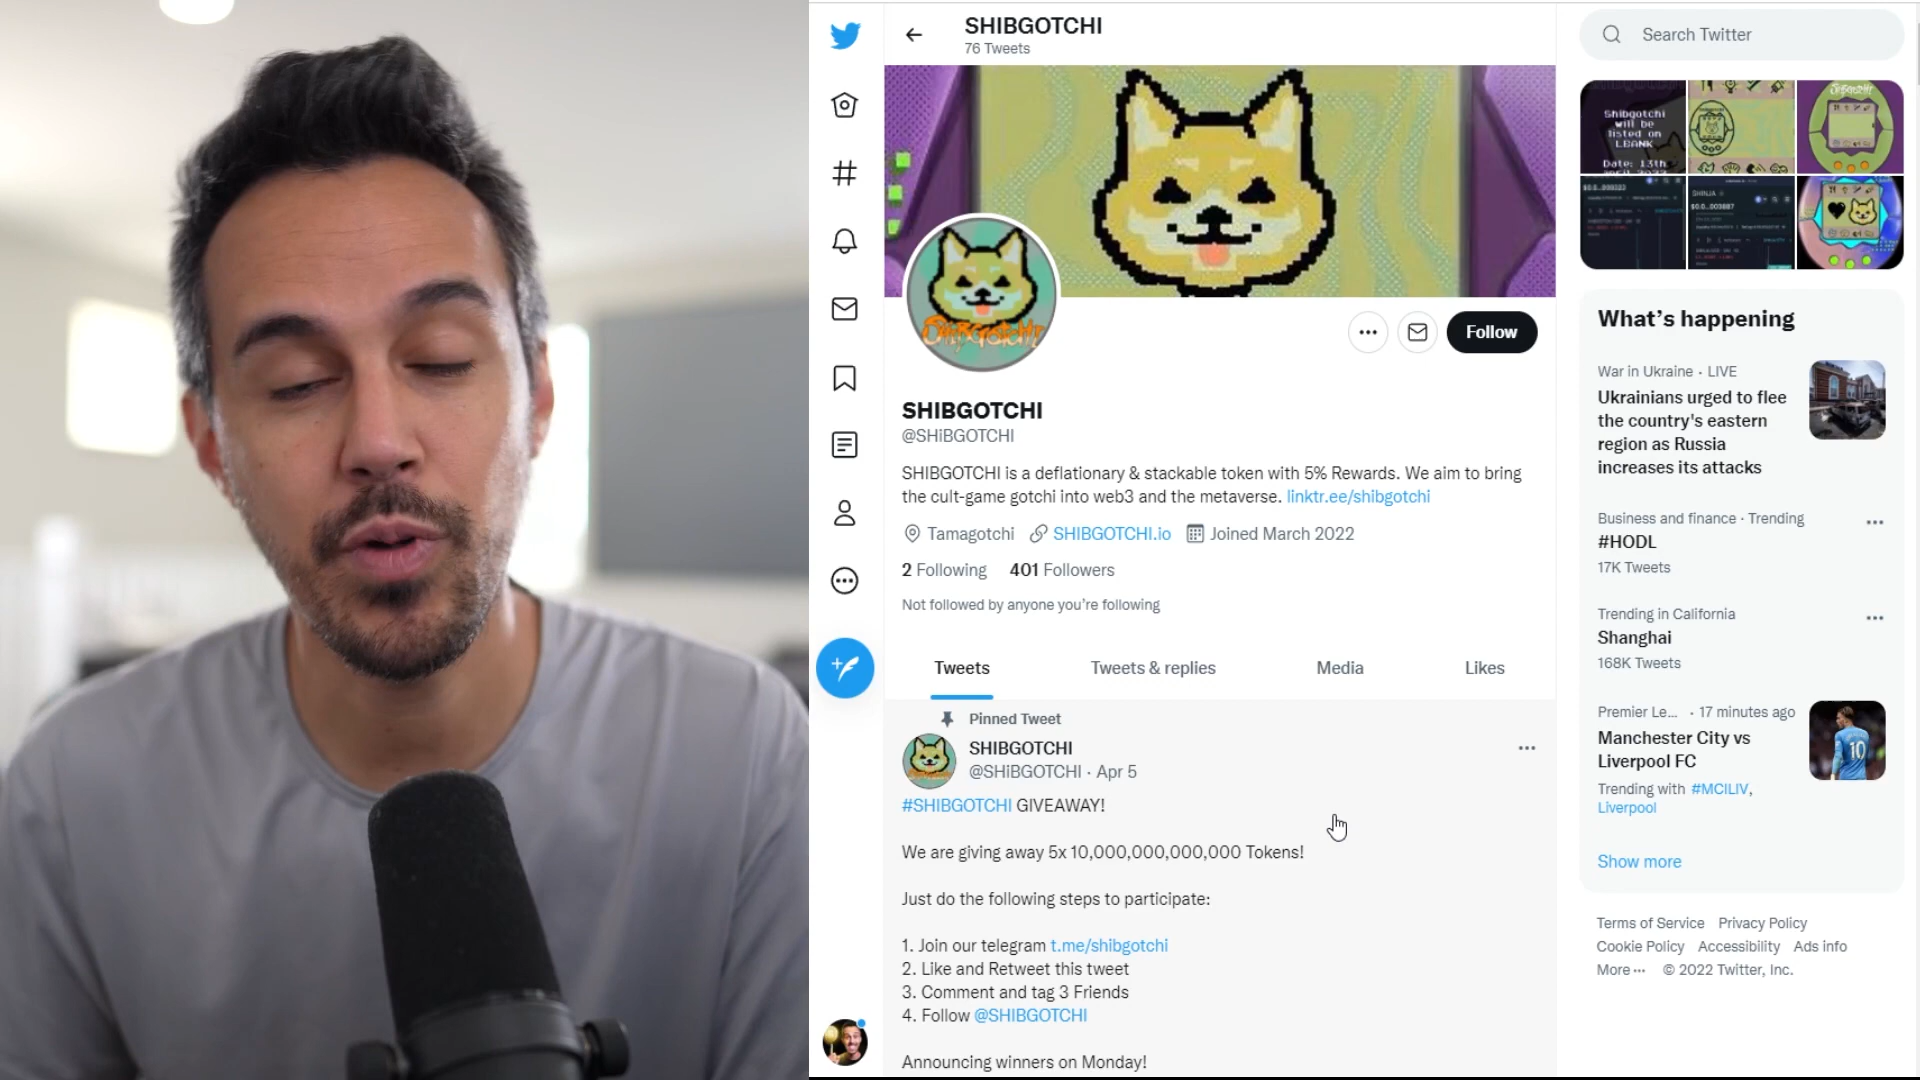 SHIBGOTCHI
76 Tweets
Search Twitter
Shibgotchi
will be
listed on
LBANK
Date: 13th
Follow
SHIBGOTCHI
@SHiBGOTCHI
SHIBGOTCHI is a deflationary & stackable token with 5% Rewards. We aim to bring
the cult-game gotchi into web3 and the metaverse. linktr.ee/shibgotchi
Tamagotchi SHIBGOTCHI.io Joined March 2022
2 Following 401 Followers
Not followed by anyone you're following
Tweets Tweets & replies Media Likes
Pinned Tweet
SHIBGOTCHI
@SHiBGOTCHI · Apr 5
#SHIBGOTCHI GIVEAWAY!
We are giving away 5x 10,000,000,000,000 Tokens!
Just do the following steps to participate:
1. Join our telegram t.me/shibgotchi
2. Like and Retweet this tweet
3. Comment and tag 3 Friends
4. Follow @SHIBGOTCHI
Announcing winners on Monday!
What's happening
War in Ukraine · LIVE
Ukrainians urged to flee
the country's eastern
region as Russia
increases its attacks
Business and finance · Trending
#HODL
17K Tweets
Trending in California
Shanghai
168K Tweets
Premier Le... · 17 minutes ago
Manchester City vs
Liverpool FC
Trending with #MCILIV,
Liverpool
Show more
Terms of Service Privacy Policy
Cookie Policy Accessibility Ads info
More ··· © 2022 Twitter, Inc.